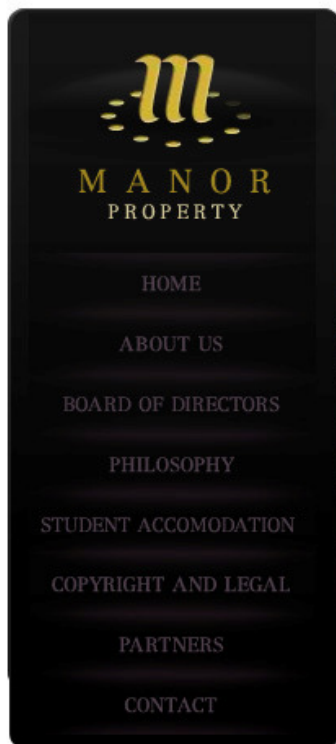 m
MANOR
PROPERTY
HOME
ABOUT US
BOARD OF DIRECTORS
PHILOSOPHY
STUDENT ACCOMODATION
COPYRIGHT AND LEGAL
PARTNERS
CONTACT